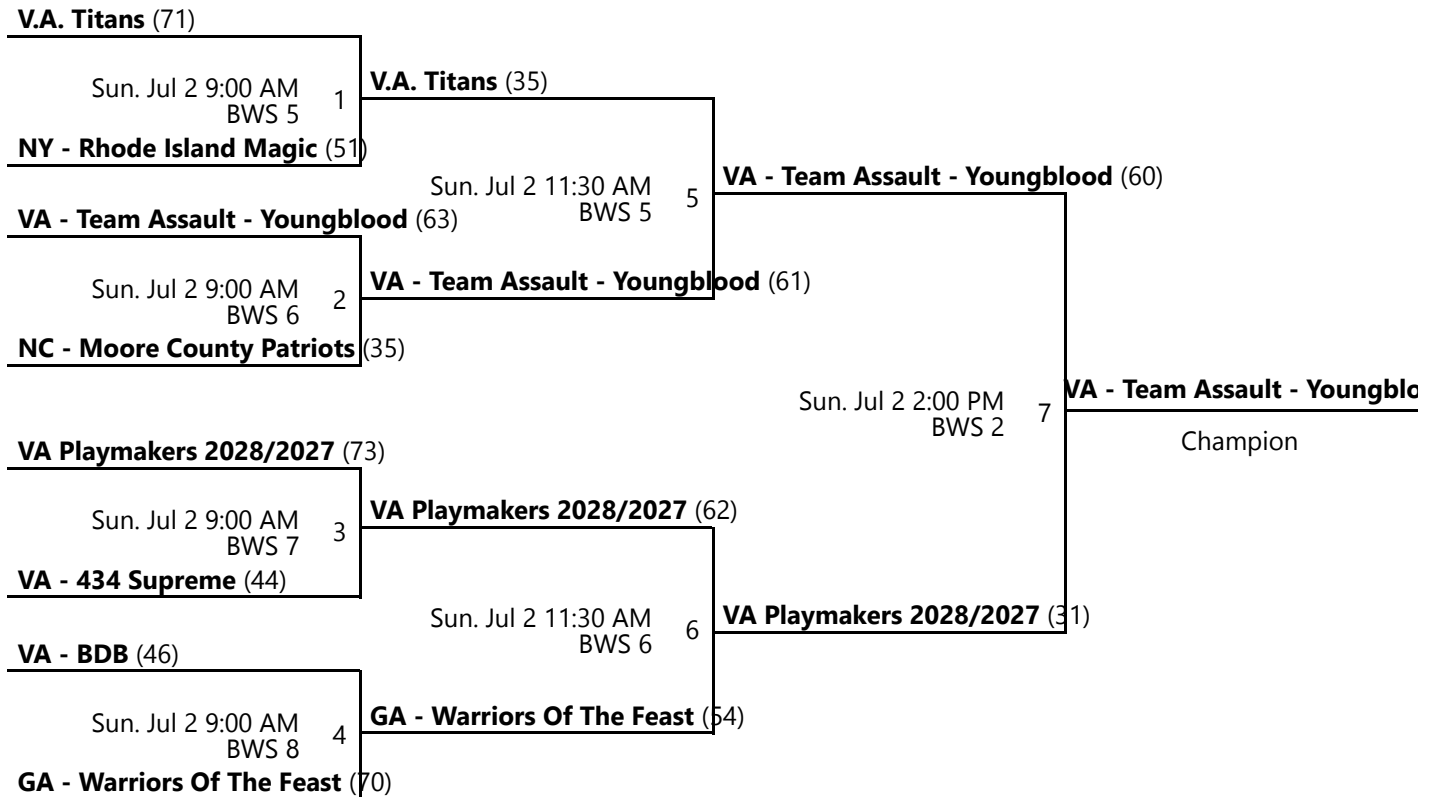 V.A. Titans (71)
Sun. Jul 2 9:00 AM
BWS 5
1
NY - Rhode Island Magic (51)
VA - Team Assault - Youngblood (63)
Sun. Jul 2 9:00 AM
BWS 6
2
NC - Moore County Patriots (35)
VA Playmakers 2028/2027 (73)
Sun. Jul 2 9:00 AM
BWS 7
3
VA - 434 Supreme (44)
VA - BDB (46)
Sun. Jul 2 9:00 AM
BWS 8
4
GA - Warriors Of The Feast (70)
V.A. Titans (35)
Sun. Jul 2 11:30 AM
BWS 5
5
VA - Team Assault - Youngblood (61)
VA Playmakers 2028/2027 (62)
Sun. Jul 2 11:30 AM
BWS 6
6
GA - Warriors Of The Feast (54)
VA - Team Assault - Youngblood (60)
Sun. Jul 2 2:00 PM
BWS 2
7
VA Playmakers 2028/2027 (31)
VA - Team Assault - Youngblo
Champion